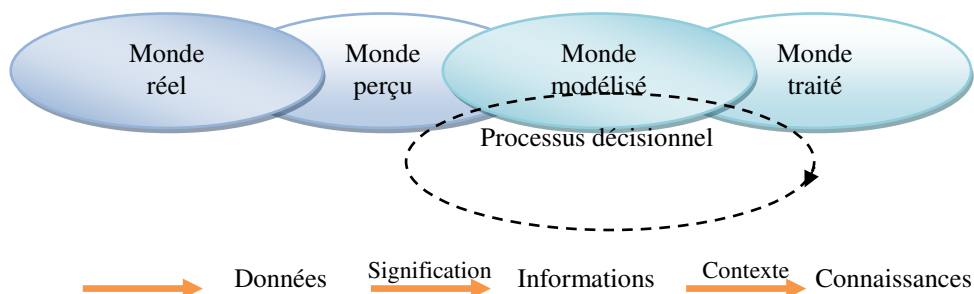 Monde
réel
Monde
perçu
Monde
modélisé
Monde
traité
Processus décisionnel
Données
Signification
Informations
Contexte
Connaissances